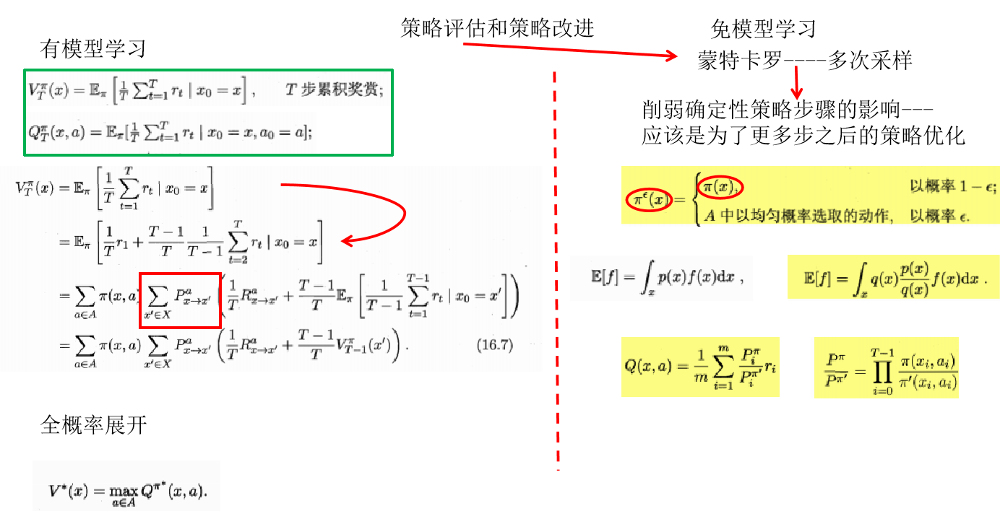 有模型学习
$V_T^\pi(x) = \mathbb{E}_\pi\left[\frac{1}{T}\sum_{t=1}^{T} r_t \mid x_0 = x\right]$, T 步累积奖赏;
$Q_T^\pi(x,a) = \mathbb{E}_\pi[\frac{1}{T}\sum_{t=1}^{T} r_t \mid x_0 = x, a_0 = a]$;
$V_T^\pi(x) = \mathbb{E}_\pi\left[\frac{1}{T}\sum_{t=1}^{T} r_t \mid x_0 = x\right]$
$= \mathbb{E}_\pi\left[\frac{1}{T}r_1 + \frac{T-1}{T}\frac{1}{T-1}\sum_{t=2}^{T} r_t \mid x_0 = x\right]$
$= \sum_{a\in A}\pi(x,a)\sum_{x'\in X}P_{x\to x'}^a\left(\frac{1}{T}R_{x\to x'}^a + \frac{T-1}{T}\mathbb{E}_\pi\left[\frac{1}{T-1}\sum_{t=1}^{T-1} r_t \mid x_0 = x'\right]\right)$
$= \sum_{a\in A}\pi(x,a)\sum_{x'\in X}P_{x\to x'}^a\left(\frac{1}{T}R_{x\to x'}^a + \frac{T-1}{T}V_{T-1}^\pi(x')\right).$ (16.7)
全概率展开
$V^*(x) = \max_{a\in A} Q^{\pi^*}(x,a).$
策略评估和策略改进
免模型学习
蒙特卡罗----多次采样
削弱确定性策略步骤的影响---
应该是为了更多步之后的策略优化
$\pi^\epsilon(x) = \begin{cases}\pi(x), & \text{以概率 } 1-\epsilon; \\ A \text{ 中以均匀概率选取的动作}, & \text{以概率 } \epsilon.\end{cases}$
$\mathbb{E}[f] = \int_x p(x)f(x)\mathrm{d}x$ ,
$\mathbb{E}[f] = \int_x q(x)\frac{p(x)}{q(x)}f(x)\mathrm{d}x$ .
$Q(x,a) = \frac{1}{m}\sum_{i=1}^{m}\frac{P_i^\pi}{P_i^{\pi'}}r_i$
$\frac{P^\pi}{P^{\pi'}} = \prod_{i=0}^{T-1}\frac{\pi(x_i,a_i)}{\pi'(x_i,a_i)}$